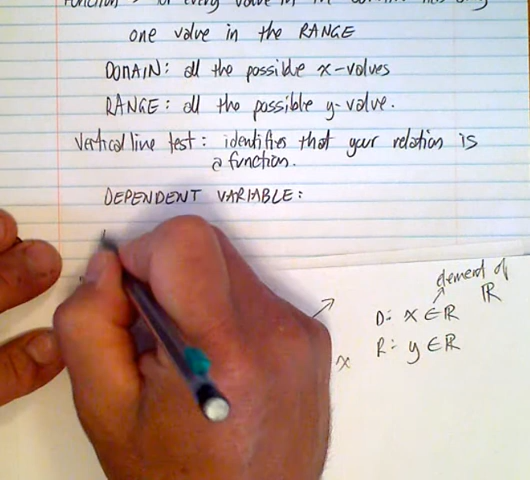 one value in the RANGE
DOMAIN: all the possible x-values
RANGE: all the possible y-value.
Vertical line test: identifies that your relation is
a function.
DEPENDENT VARIABLE:
element of
ℝ
D: x∈ℝ
R: y∈ℝ
x